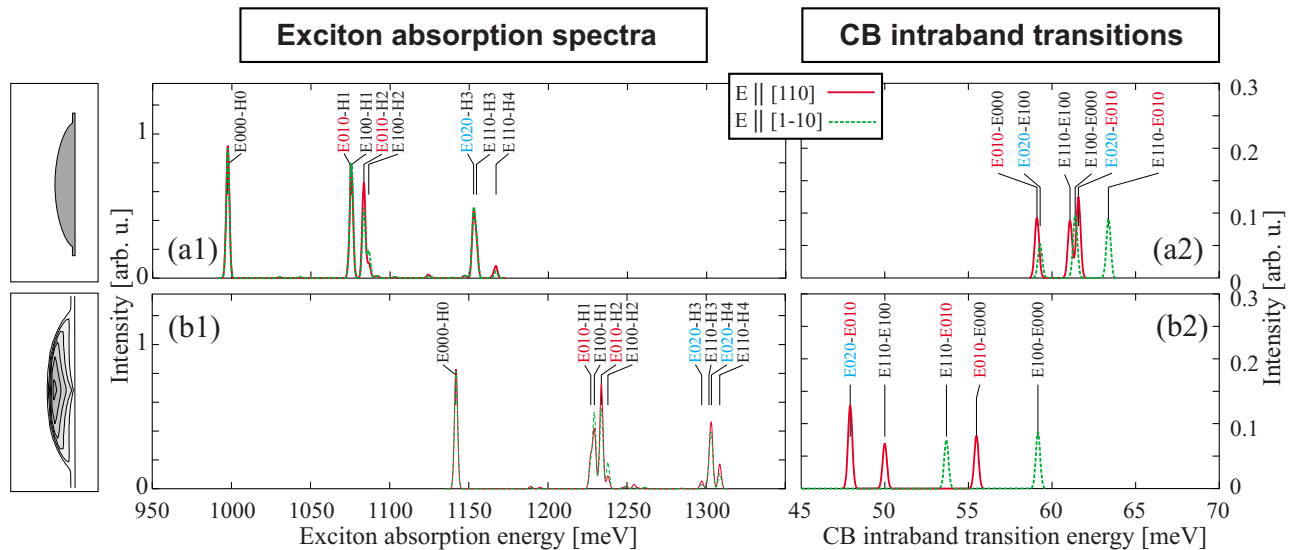 Exciton absorption spectra
CB intraband transitions
E || [110]
E || [1-10]
Intensity [arb. u.]
1
0
1
0
E000-H0
E010-H1
E100-H1
E010-H2
E100-H2
E020-H3
E110-H3
E110-H4
(a1)
E010-E000
E020-E100
E110-E100
E100-E000
E020-E010
E110-E010
(a2)
0.3
0.2
0.1
0
Intensity [arb. u.]
(b1)
E000-H0
E010-H1
E100-H1
E010-H2
E100-H2
E020-H3
E110-H3
E020-H4
E110-H4
E020-E010
E110-E100
E110-E010
E010-E000
E100-E000
(b2)
0.3
0.2
0.1
0
950 1000 1050 1100 1150 1200 1250 1300
45 50 55 60 65 70
Exciton absorption energy [meV]
CB intraband transition energy [meV]